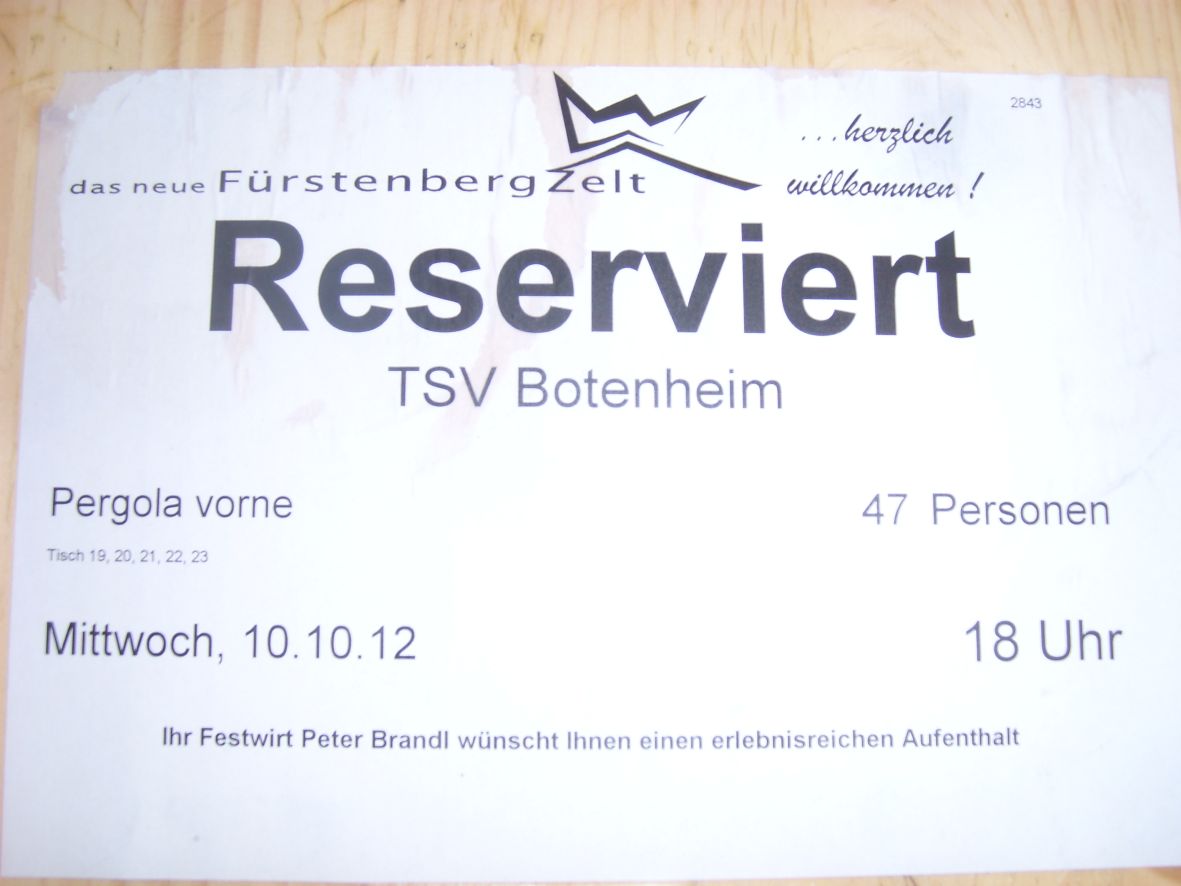 2843
...herzlich
willkommen !
das neue FürstenbergZelt
Reserviert
TSV Botenheim
Pergola vorne
47 Personen
Tisch 19, 20, 21, 22, 23
Mittwoch, 10.10.12
18 Uhr
Ihr Festwirt Peter Brandl wünscht Ihnen einen erlebnisreichen Aufenthalt